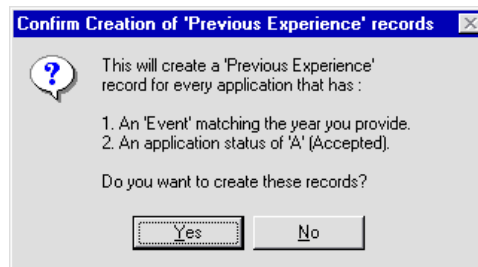 Confirm Creation of 'Previous Experience' records
?
This will create a 'Previous Experience'
record for every application that has :
1. An 'Event' matching the year you provide.
2. An application status of 'A' (Accepted).
Do you want to create these records?
Yes
No